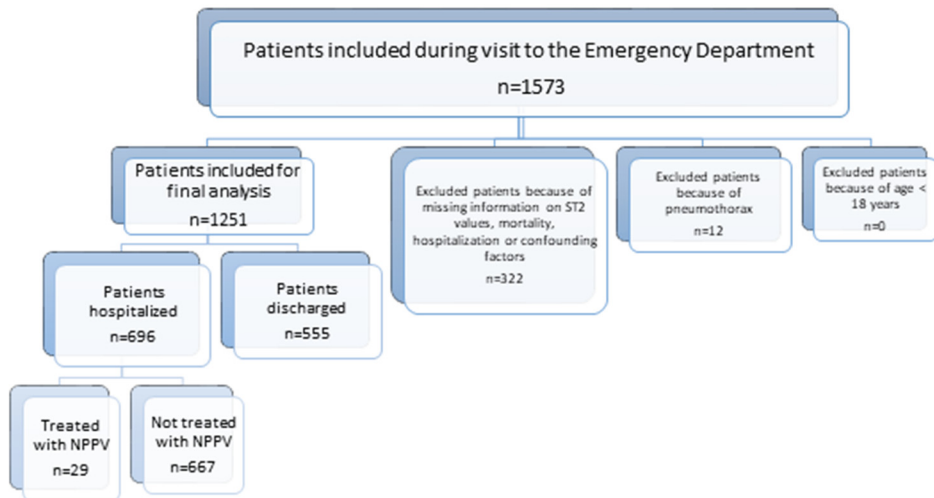 Patients included during visit to the Emergency Department
n=1573
Patients included for
final analysis
n=1251
Excluded patients because of
missing information on ST2
values, mortality,
hospitalization or confounding
factors
n=322
Excluded patients
because of
pneumothorax
n=12
Excluded patients
because of age <
18 years
n=0
Patients
hospitalized
n=696
Patients
discharged
n=555
Treated
with NPPV
n=29
Not treated
with NPPV
n=667